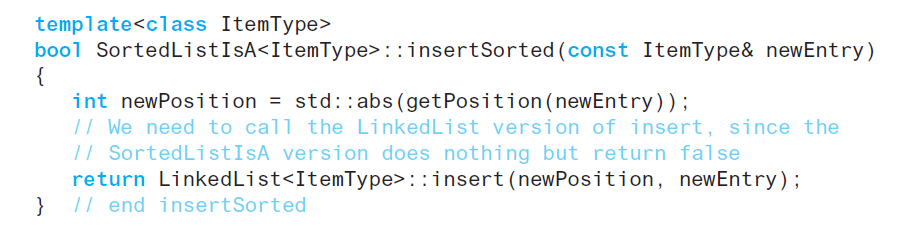 template<class ItemType>
bool SortedListIsA<ItemType>::insertSorted(const ItemType& newEntry)
{
   int newPosition = std::abs(getPosition(newEntry));
   // We need to call the LinkedList version of insert, since the
   // SortedListIsA version does nothing but return false
   return LinkedList<ItemType>::insert(newPosition, newEntry);
}  // end insertSorted